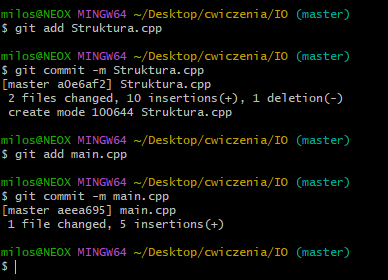 milos@NEOX MINGW64 ~/Desktop/cwiczenia/IO (master)
$ git add Struktura.cpp
milos@NEOX MINGW64 ~/Desktop/cwiczenia/IO (master)
$ git commit -m Struktura.cpp
[master a0e6af2] Struktura.cpp
 2 files changed, 10 insertions(+), 1 deletion(-)
 create mode 100644 Struktura.cpp
milos@NEOX MINGW64 ~/Desktop/cwiczenia/IO (master)
$ git add main.cpp
milos@NEOX MINGW64 ~/Desktop/cwiczenia/IO (master)
$ git commit -m main.cpp
[master aeea695] main.cpp
 1 file changed, 5 insertions(+)
milos@NEOX MINGW64 ~/Desktop/cwiczenia/IO (master)
$